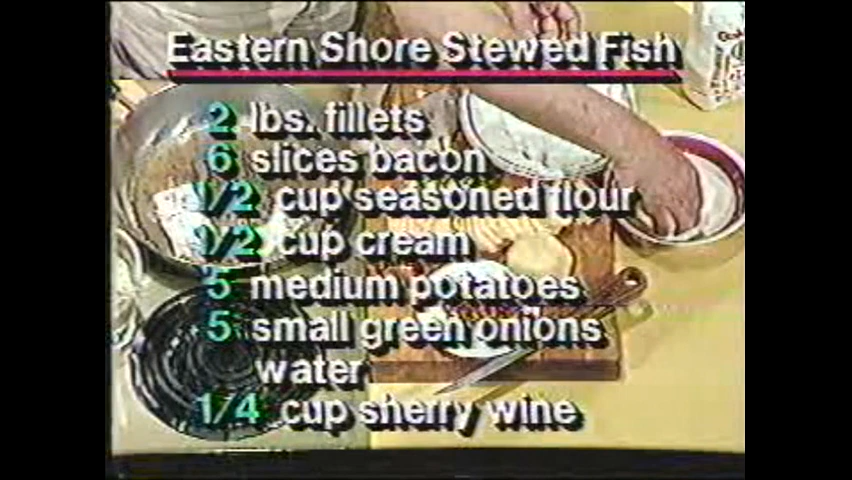 Eastern Shore Stewed Fish
2 lbs. fillets
6 slices bacon
1/2 cup seasoned flour
1/2 cup cream
5 medium potatoes
5 small green onions
water
1/4 cup sherry wine